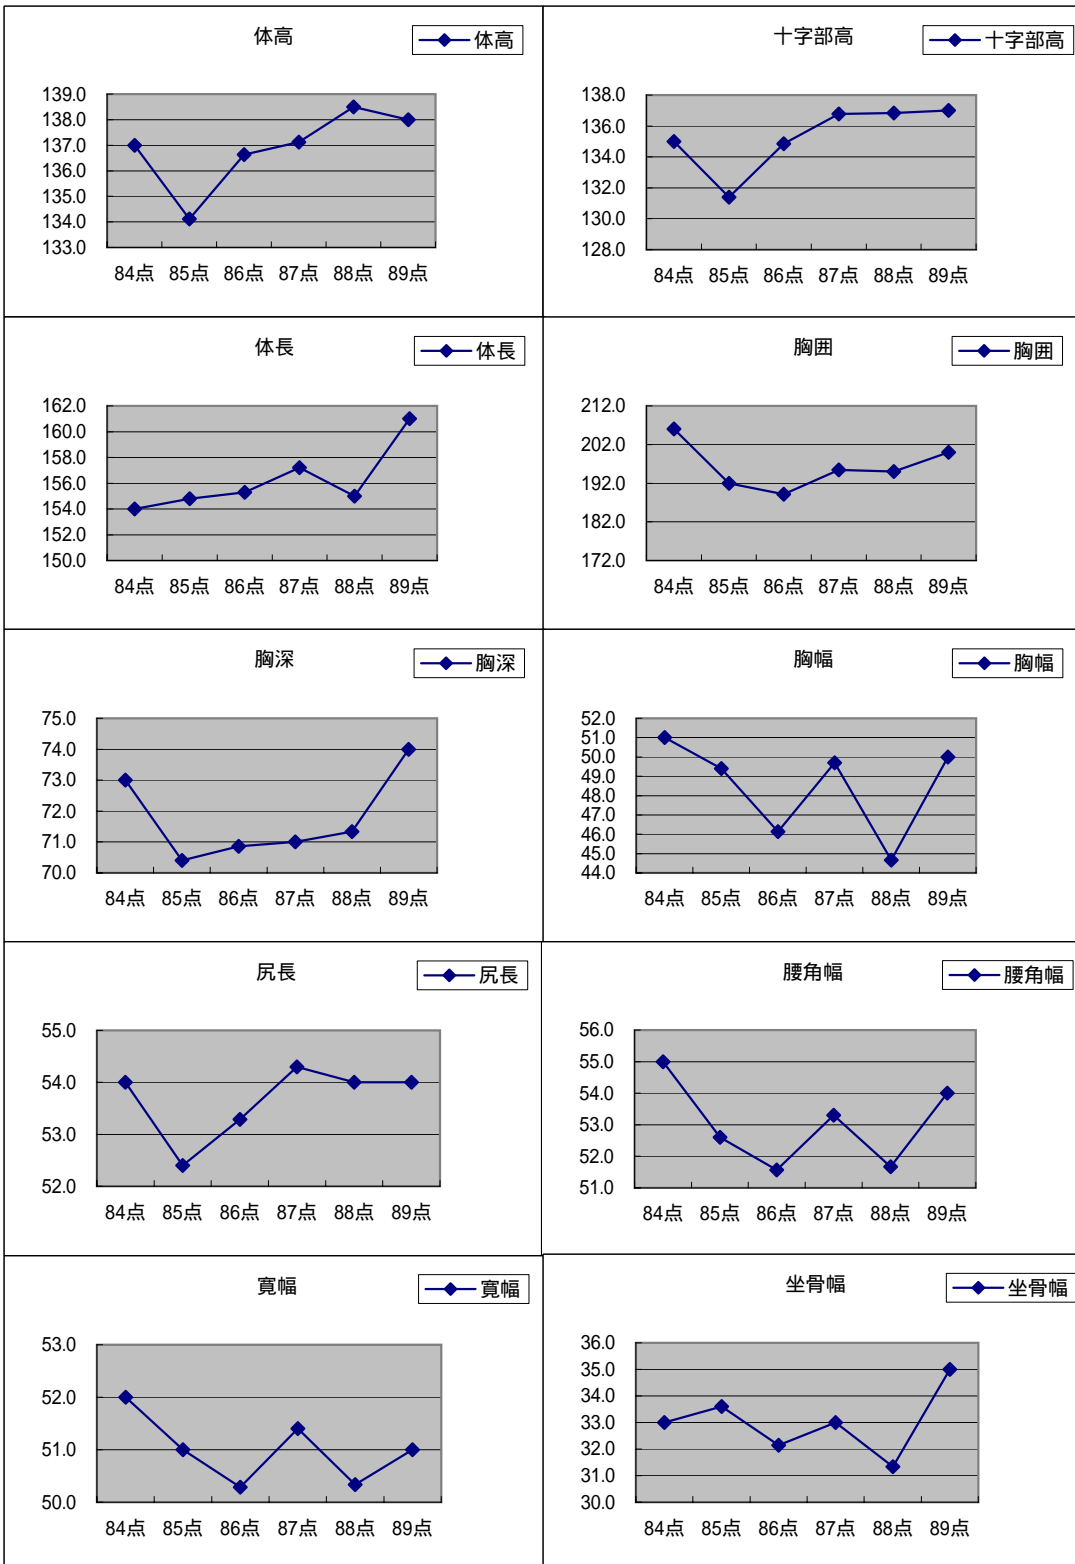 体高
体高
139.0
138.0
137.0
136.0
135.0
134.0
133.0
84点 85点 86点 87点 88点 89点
十字部高
十字部高
138.0
136.0
134.0
132.0
130.0
128.0
84点 85点 86点 87点 88点 89点
体長
体長
162.0
160.0
158.0
156.0
154.0
152.0
150.0
84点 85点 86点 87点 88点 89点
胸囲
胸囲
212.0
202.0
192.0
182.0
172.0
84点 85点 86点 87点 88点 89点
胸深
胸深
75.0
74.0
73.0
72.0
71.0
70.0
84点 85点 86点 87点 88点 89点
胸幅
胸幅
52.0
51.0
50.0
49.0
48.0
47.0
46.0
45.0
44.0
84点 85点 86点 87点 88点 89点
尻長
尻長
55.0
54.0
53.0
52.0
84点 85点 86点 87点 88点 89点
腰角幅
腰角幅
56.0
55.0
54.0
53.0
52.0
51.0
84点 85点 86点 87点 88点 89点
寛幅
寛幅
53.0
52.0
51.0
50.0
84点 85点 86点 87点 88点 89点
坐骨幅
坐骨幅
36.0
35.0
34.0
33.0
32.0
31.0
30.0
84点 85点 86点 87点 88点 89点